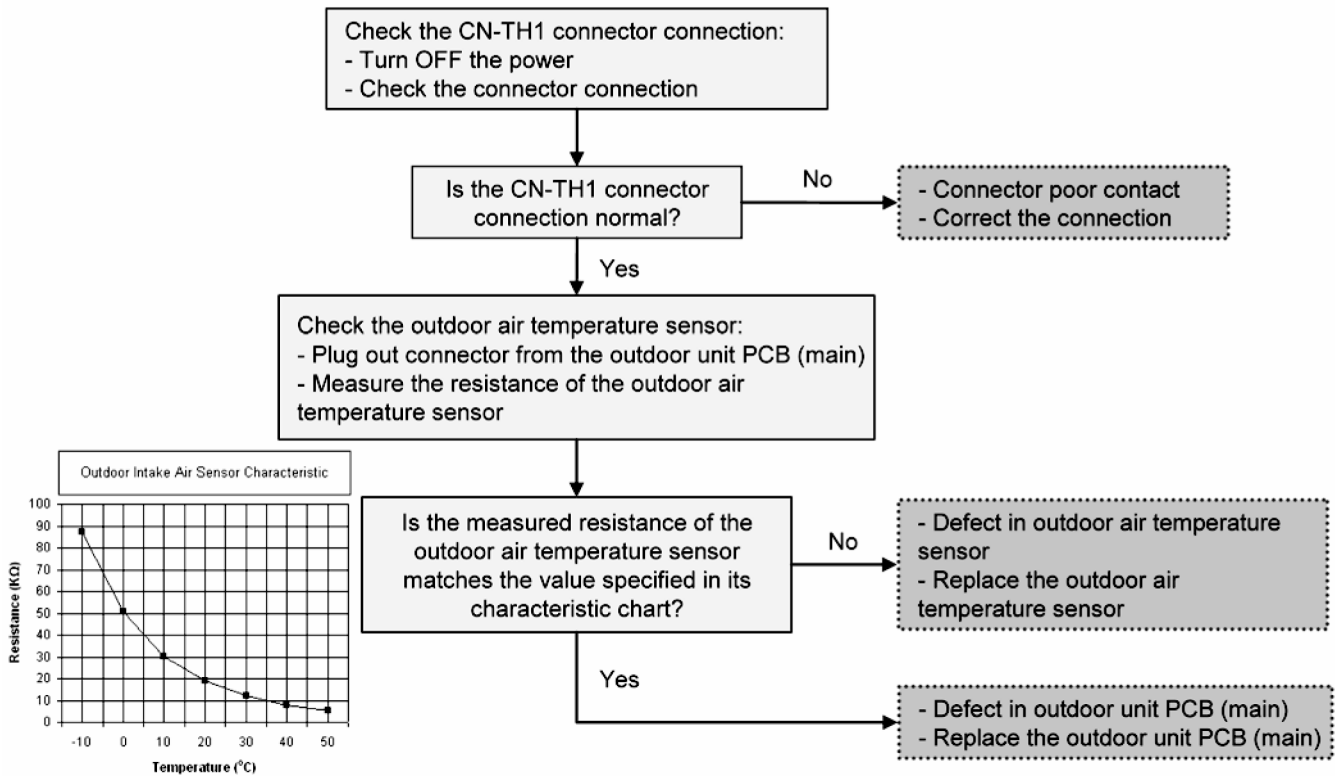 Check the CN-TH1 connector connection:
- Turn OFF the power
- Check the connector connection
Is the CN-TH1 connector
connection normal?
No
- Connector poor contact
- Correct the connection
Yes
Check the outdoor air temperature sensor:
- Plug out connector from the outdoor unit PCB (main)
- Measure the resistance of the outdoor air
temperature sensor
Outdoor Intake Air Sensor Characteristic
Resistance (KΩ)
100
90
80
70
60
50
40
30
20
10
0
-10 0 10 20 30 40 50
Temperature (°C)
Is the measured resistance of the
outdoor air temperature sensor
matches the value specified in its
characteristic chart?
No
- Defect in outdoor air temperature
sensor
- Replace the outdoor air
temperature sensor
Yes
- Defect in outdoor unit PCB (main)
- Replace the outdoor unit PCB (main)